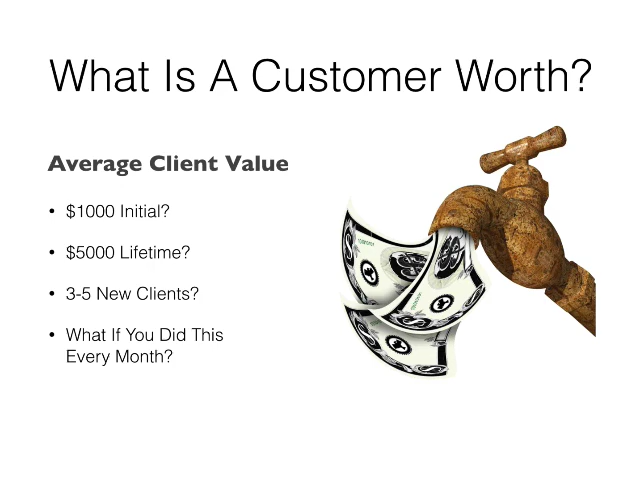 What Is A Customer Worth?
Average Client Value
• $1000 Initial?
• $5000 Lifetime?
• 3-5 New Clients?
• What If You Did This
Every Month?